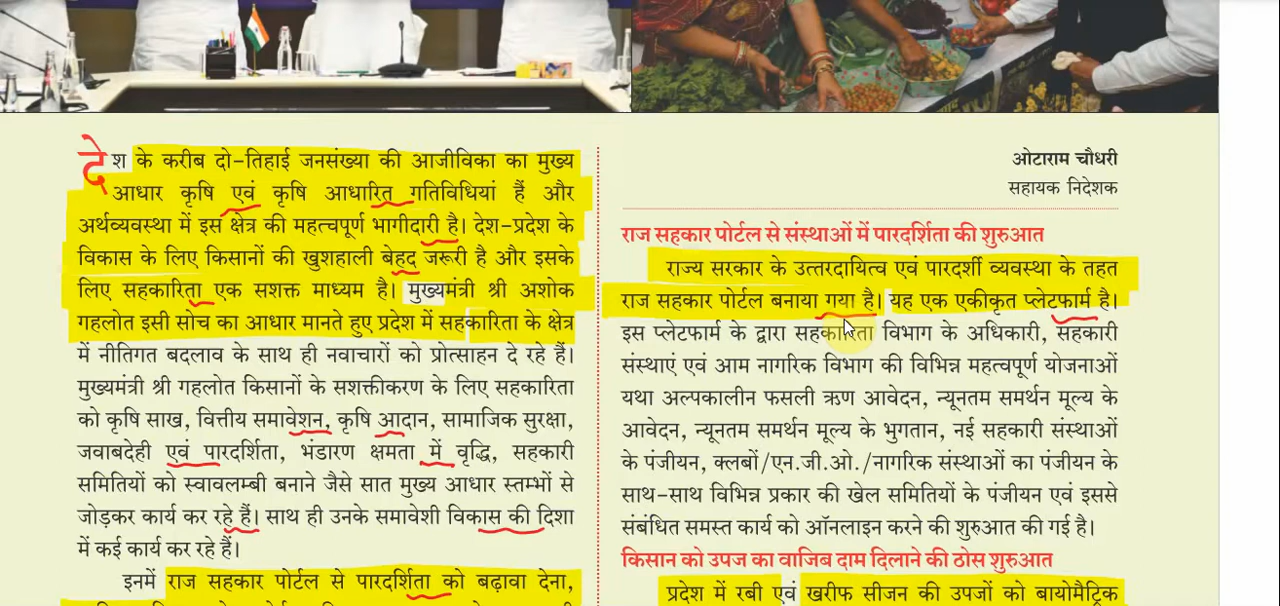 देश के करीब दो-तिहाई जनसंख्या की आजीविका का मुख्य
आधार कृषि एवं कृषि आधारित गतिविधियां हैं और
अर्थव्यवस्था में इस क्षेत्र की महत्वपूर्ण भागीदारी है। देश-प्रदेश के
विकास के लिए किसानों की खुशहाली बेहद जरूरी है और इसके
लिए सहकारिता एक सशक्त माध्यम है। मुख्यमंत्री श्री अशोक
गहलोत इसी सोच का आधार मानते हुए प्रदेश में सहकारिता के क्षेत्र
में नीतिगत बदलाव के साथ ही नवाचारों को प्रोत्साहन दे रहे हैं।
मुख्यमंत्री श्री गहलोत किसानों के सशक्तीकरण के लिए सहकारिता
को कृषि साख, वित्तीय समावेशन, कृषि आदान, सामाजिक सुरक्षा,
जवाबदेही एवं पारदर्शिता, भंडारण क्षमता में वृद्धि, सहकारी
समितियों को स्वावलम्बी बनाने जैसे सात मुख्य आधार स्तम्भों से
जोड़कर कार्य कर रहे हैं। साथ ही उनके समावेशी विकास की दिशा
में कई कार्य कर रहे हैं।
इनमें राज सहकार पोर्टल से पारदर्शिता को बढ़ावा देना,
ओटाराम चौधरी
सहायक निदेशक
राज सहकार पोर्टल से संस्थाओं में पारदर्शिता की शुरुआत
राज्य सरकार के उत्तरदायित्व एवं पारदर्शी व्यवस्था के तहत
राज सहकार पोर्टल बनाया गया है। यह एक एकीकृत प्लेटफार्म है।
इस प्लेटफार्म के द्वारा सहकारिता विभाग के अधिकारी, सहकारी
संस्थाएं एवं आम नागरिक विभाग की विभिन्न महत्वपूर्ण योजनाओं
यथा अल्पकालीन फसली ऋण आवेदन, न्यूनतम समर्थन मूल्य के
आवेदन, न्यूनतम समर्थन मूल्य के भुगतान, नई सहकारी संस्थाओं
के पंजीयन, क्लबों/एन.जी.ओ./नागरिक संस्थाओं का पंजीयन के
साथ-साथ विभिन्न प्रकार की खेल समितियों के पंजीयन एवं इससे
संबंधित समस्त कार्य को ऑनलाइन करने की शुरुआत की गई है।
किसान को उपज का वाजिब दाम दिलाने की ठोस शुरुआत
प्रदेश में रबी एवं खरीफ सीजन की उपजों को बायोमैट्रिक